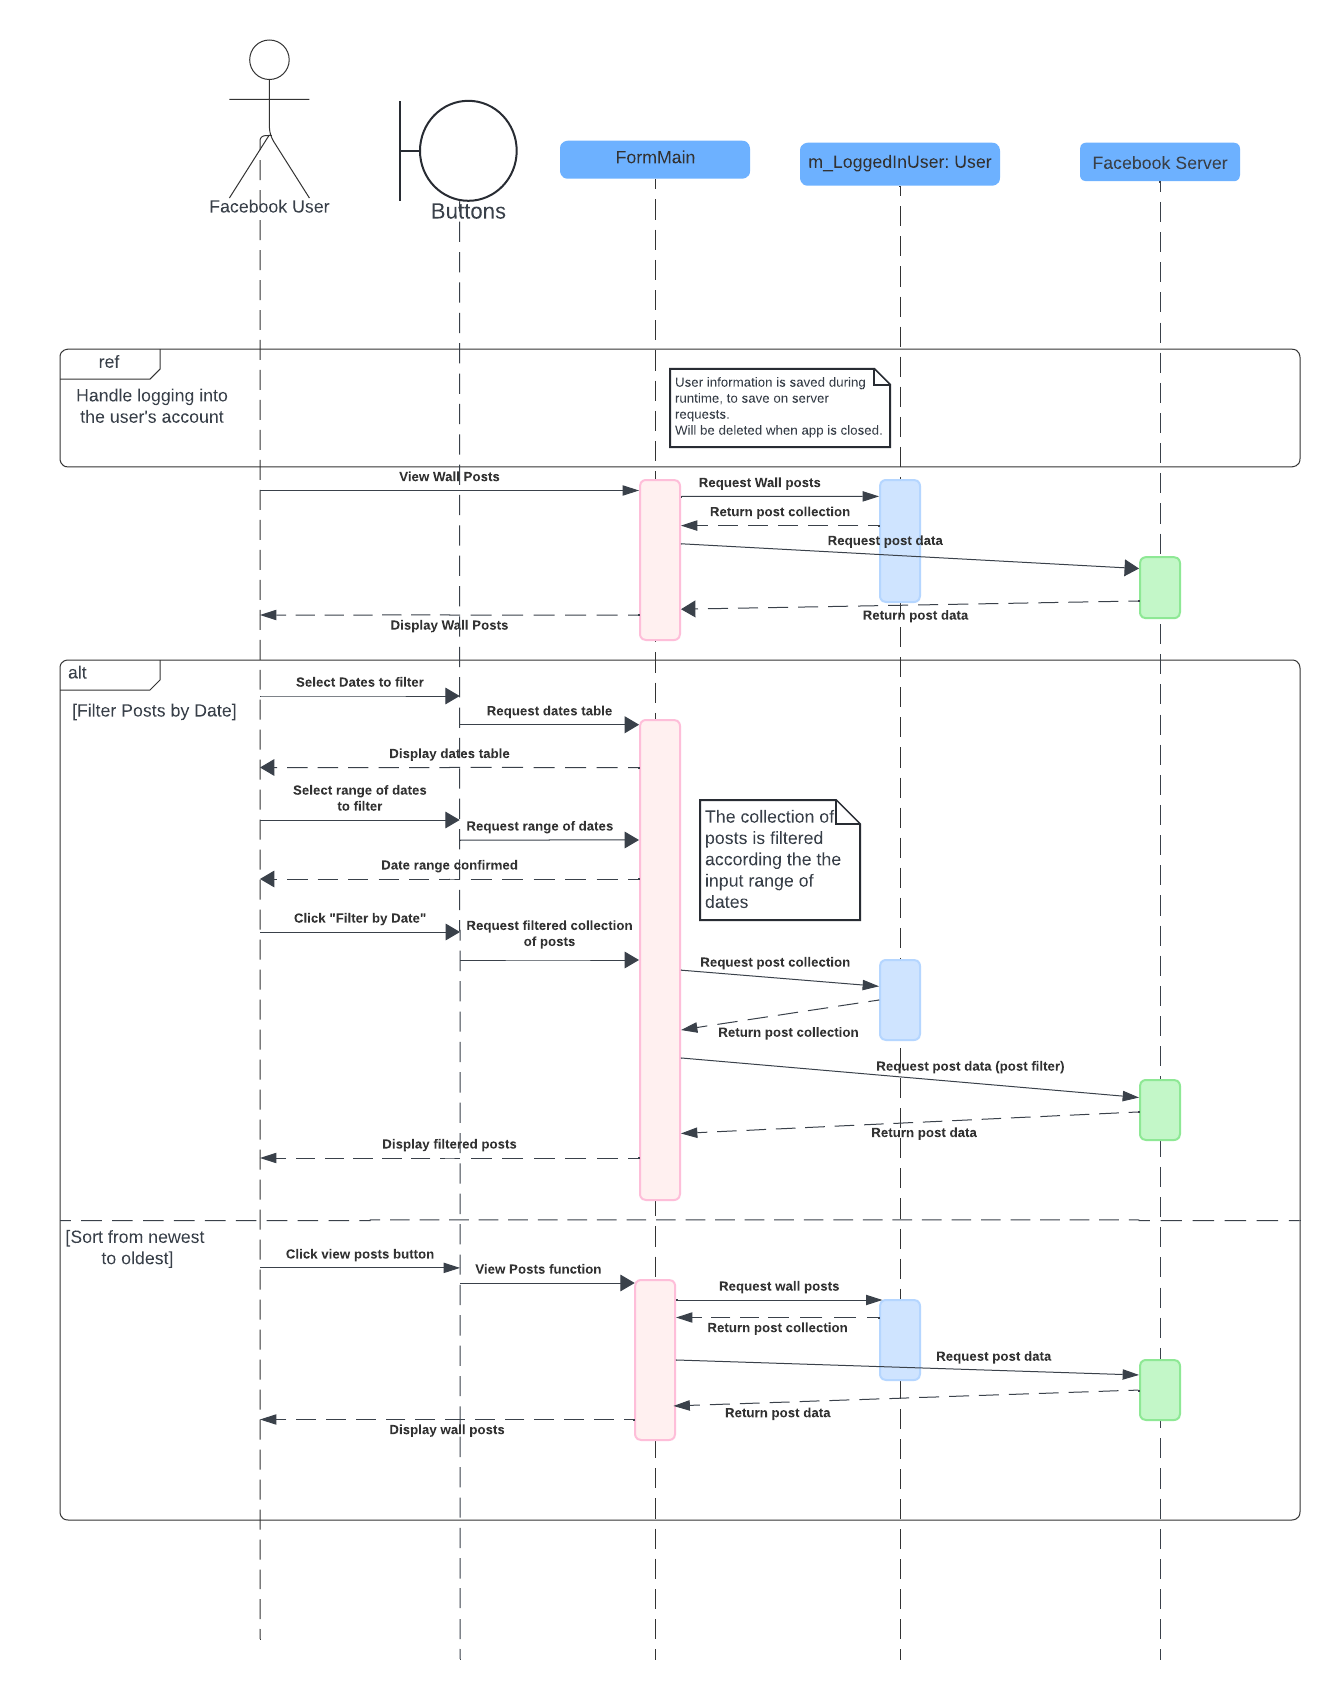 Facebook User
Buttons
FormMain
m_LoggedInUser: User
Facebook Server
ref
Handle logging into
the user's account
User information is saved during
runtime, to save on server
requests.
Will be deleted when app is closed.
View Wall Posts
Request Wall posts
Return post collection
Request post data
Return post data
Display Wall Posts
alt
[Filter Posts by Date]
Select Dates to filter
Request dates table
Display dates table
Select range of dates
to filter
Request range of dates
The collection of
posts is filtered
according the the
input range of
dates
Date range confirmed
Click "Filter by Date"
Request filtered collection
of posts
Request post collection
Return post collection
Request post data (post filter)
Return post data
Display filtered posts
[Sort from newest
to oldest]
Click view posts button
View Posts function
Request wall posts
Return post collection
Request post data
Return post data
Display wall posts